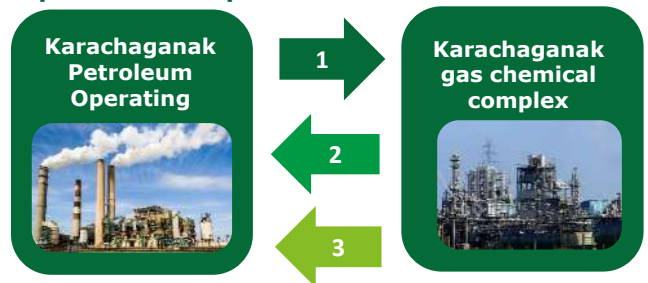 Karachaganak
Petroleum
Operating
1
Karachaganak
gas chemical
complex
2
3